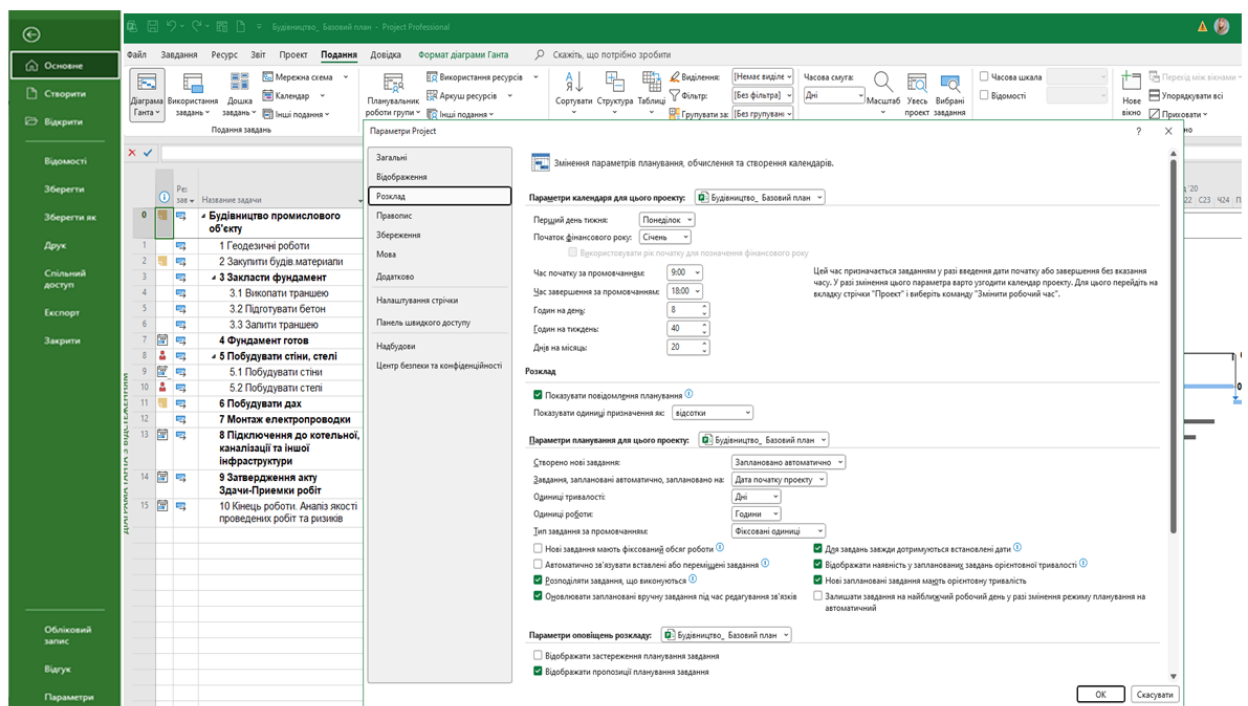 Будівництво_ Базовий план - Project Professional
Основне
Створити
Відкрити
Відомості
Зберегти
Зберегти як
Друк
Спільний
доступ
Експорт
Закрити
Обліковий
запис
Відгук
Параметри
Файл Завдання Ресурс Звіт Проект Подання Довідка Формат діаграми Ганта Скажіть, що потрібно зробити
Діаграма
Ганта
Використання
завдань
Дошка
завдань
Мережна схема
Календар
Інші подання
Подання завдань
Планувальник
роботи групи
Використання ресурсів
Аркуш ресурсів
Інші подання
Сортувати Структура Таблиці
Виділення: [Немає виділе
Фільтр: [Без фільтра]
Групувати за: [Без групуван
Часова смуга:
Дні
Масштаб
Увесь
проект
Вибрані
завдання
Часова шкала
Відомості
Нове
вікно
Перехід між вікнами
Упорядкувати всі
Приховати
Название задачи
0 Будівництво промислового
об'єкту
1 1 Геодезичні роботи
2 2 Закупити будів.материали
3 3 Закласти фундамент
4 3.1 Викопати траншею
5 3.2 Підготувати бетон
6 3.3 Запити траншею
7 4 Фундамент готов
8 5 Побудувати стіни, стелі
9 5.1 Побудувати стіни
10 5.2 Побудувати степі
11 6 Побудувати дах
12 7 Монтаж електропроводки
13 8 Підключення до котельної,
каналізації та іншої
інфраструктури
14 9 Затвердження акту
Здачи-Приемки робіт
15 10 Кінець роботи. Аналіз якості
проведених робіт та ризиків
Параметри Project
Загальні
Відображення
Розклад
Правопис
Збереження
Мова
Додатково
Налаштування стрічки
Панель швидкого доступу
Надбудови
Центр безпеки та конфіденційності
Змінення параметрів планування, обчислення та створення календарів.
Параметри календаря для цього проекту: Будівництво_ Базовий план
Перший день тижня: Понеділок
Початок фінансового року: Січень
Використовувати рік початку для позначення фінансового року
Час початку за промовчанням: 9:00
Час завершення за промовчанням: 18:00
Годин на день: 8
Годин на тиждень: 40
Днів на місяць: 20
Цей час призначається завданням у разі введення дати початку або завершення без вказання
часу. У разі змінення цього параметра варто узгодити календар проекту. Для цього перейдіть на
вкладку стрічки "Проект" і виберіть команду "Змінити робочий час".
Розклад
Показувати повідомлення планування
Показувати одиниці призначення як: відсотки
Параметри планування для цього проекту: Будівництво_ Базовий план
Створено нові завдання: Заплановано автоматично
Завдання, заплановані автоматично, заплановано на: Дата початку проекту
Одиниці тривалості: Дні
Одиниці роботи: Години
Тип завдання за промовчанням: Фіксовані одиниці
Нові завдання мають фіксований обсяг роботи
Автоматично зв'язувати вставлені або переміщені завдання
Розподіляти завдання, що виконуються
Оновлювати заплановані вручну завдання під час редагування зв'язків
Для завдань завжди дотримуються встановлені дати
Відображати наявність у запланованих завдань орієнтовної тривалості
Нові заплановані завдання мають орієнтовну тривалість
Залишати завдання на найближчий робочий день у разі змінення режиму планування на
автоматичний
Параметри оповіщень розкладу: Будівництво_ Базовий план
Відображати застереження планування завдання
Відображати пропозиції планування завдання
OK Скасувати